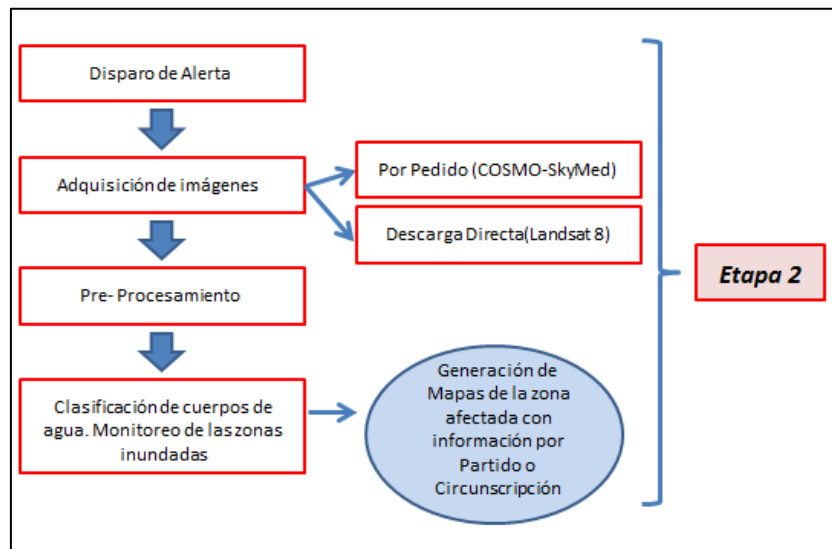 Disparo de Alerta
Adquisición de imágenes
Por Pedido (COSMO-SkyMed)
Descarga Directa(Landsat 8)
Pre- Procesamiento
Etapa 2
Clasificación de cuerpos de
agua. Monitoreo de las zonas
inundadas
Generación de
Mapas de la zona
afectada con
información por
Partido o
Circunscripción